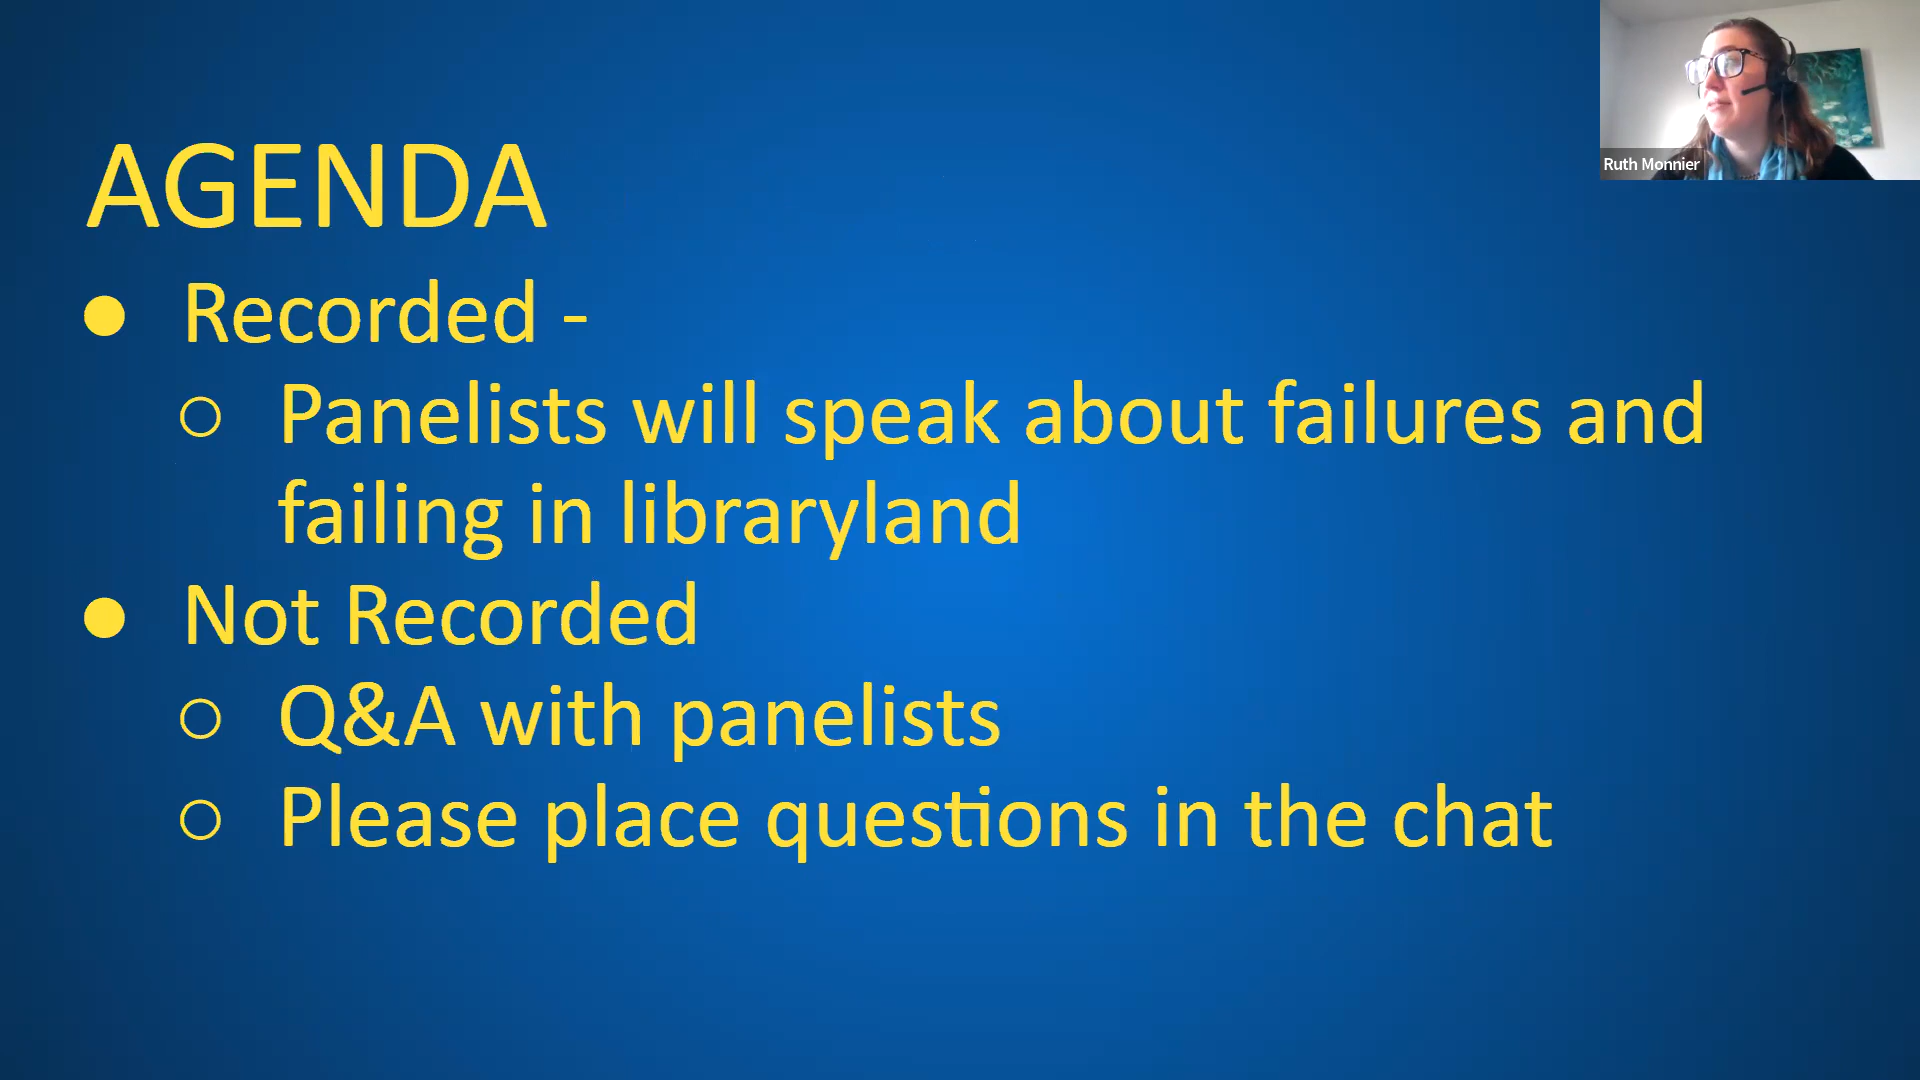 AGENDA
● Recorded -
○ Panelists will speak about failures and
failing in libraryland
● Not Recorded
○ Q&A with panelists
○ Please place questions in the chat
Ruth Monnier